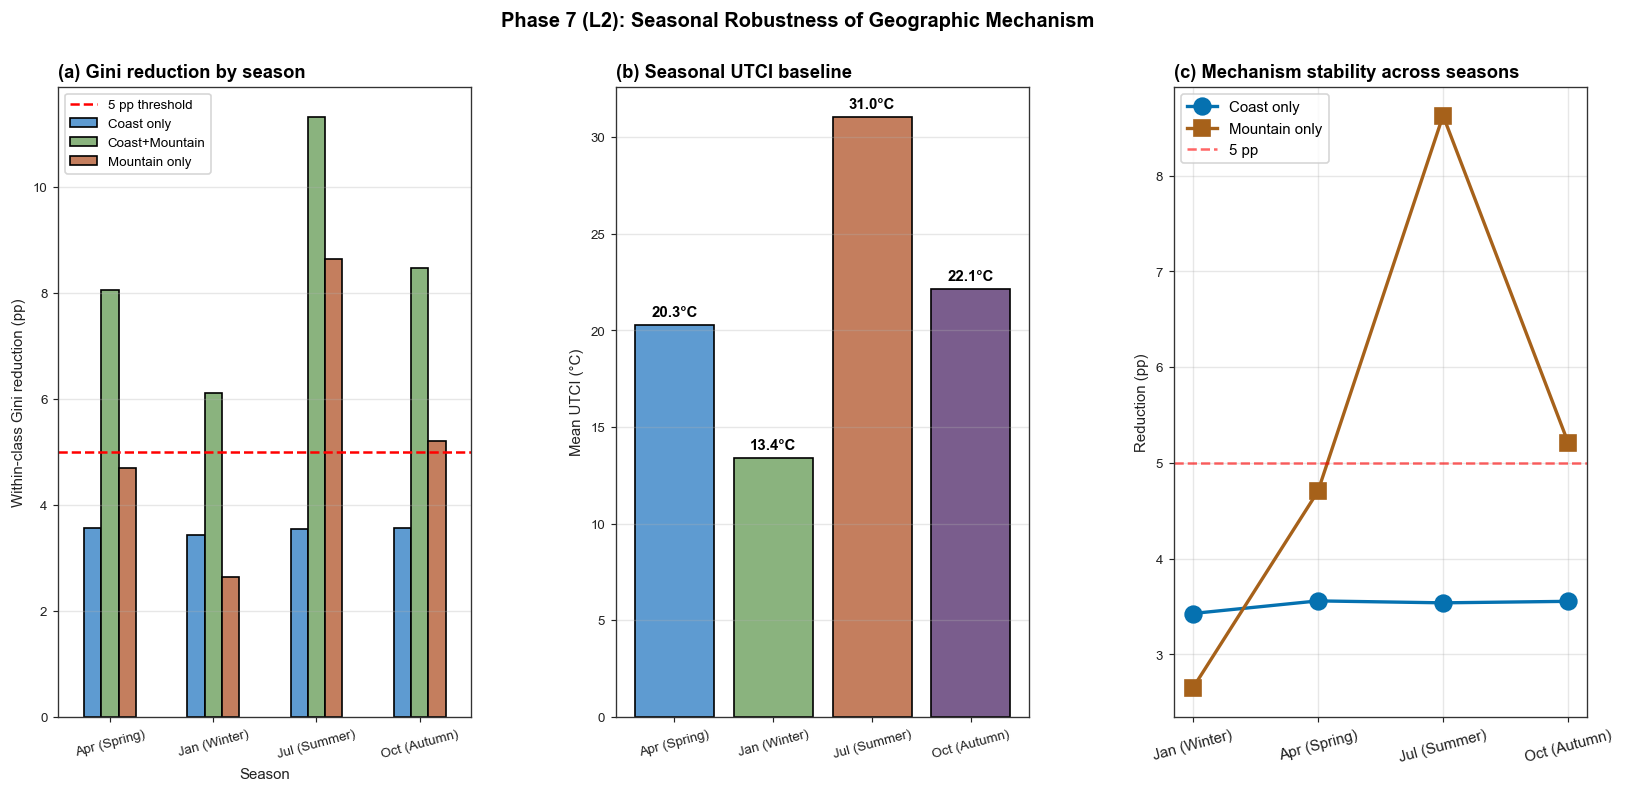 Phase 7 (L2): Seasonal Robustness of Geographic Mechanism
(a) Gini reduction by season
5 pp threshold
Coast only
Coast+Mountain
Mountain only
Within-class Gini reduction (pp)
10
8
6
4
2
0
Apr (Spring)
Jan (Winter)
Jul (Summer)
Oct (Autumn)
Season
(b) Seasonal UTCI baseline
Mean UTCI (°C)
30
25
20
15
10
5
0
20.3°C
13.4°C
31.0°C
22.1°C
Apr (Spring)
Jan (Winter)
Jul (Summer)
Oct (Autumn)
(c) Mechanism stability across seasons
Coast only
Mountain only
5 pp
Reduction (pp)
8
7
6
5
4
3
Jan (Winter)
Apr (Spring)
Jul (Summer)
Oct (Autumn)